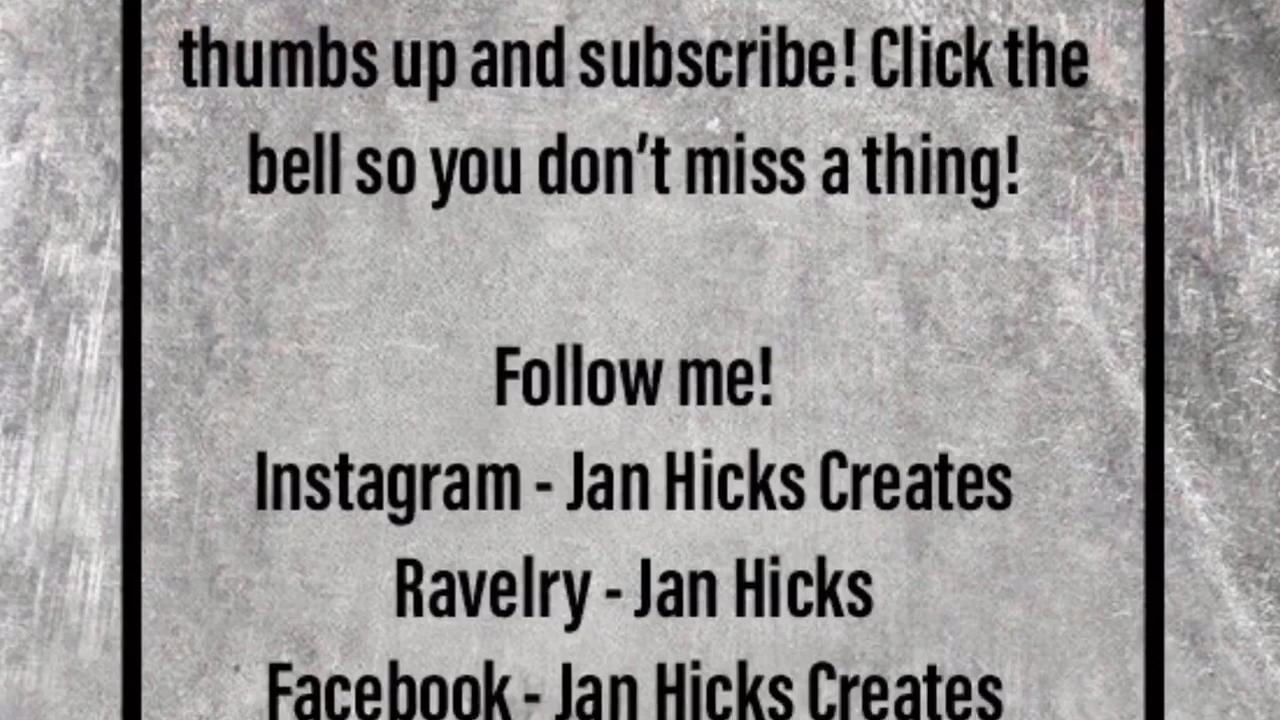 thumbs up and subscribe! Click the
bell so you don’t miss a thing!
Follow me!
Instagram - Jan Hicks Creates
Ravelry - Jan Hicks
Facebook - Jan Hicks Creates